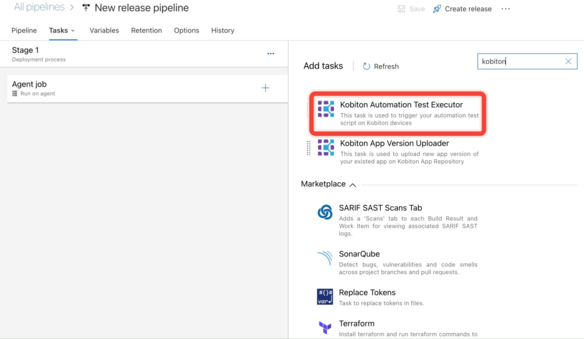 All pipelines > New release pipeline
Save Create release ...
Pipeline Tasks Variables Retention Options History
Stage 1
Deployment process
...
Agent job
Run on agent
+
Add tasks
Refresh
kobiton
Kobiton Automation Test Executor
This task is used to trigger your automation test
script on Kobiton devices
Kobiton App Version Uploader
This task is used to upload new app version of
your existed app on Kobiton App Repository
Marketplace
SARIF SAST Scans Tab
Adds a 'Scans' tab to each Build Result and
Work Item for viewing associated SARIF SAST
logs.
SonarQube
Detect bugs, vulnerabilities and code smells
across project branches and pull requests.
Replace Tokens
Task to replace tokens in files.
Terraform
Install terraform and run terraform commands to